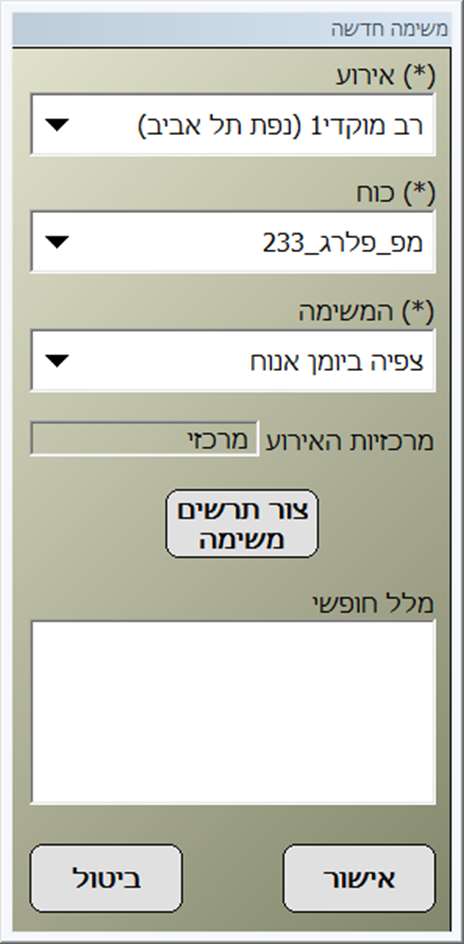 משימה חדשה
(*) אירוע
רב מוקדי1 (נפת תל אביב)
(*) כוח
מפ_פלרג_233
(*) המשימה
צפיה ביומן אנוח
מרכזיות האירוע מרכזי
צור תרשים
משימה
מלל חופשי
אישור ביטול